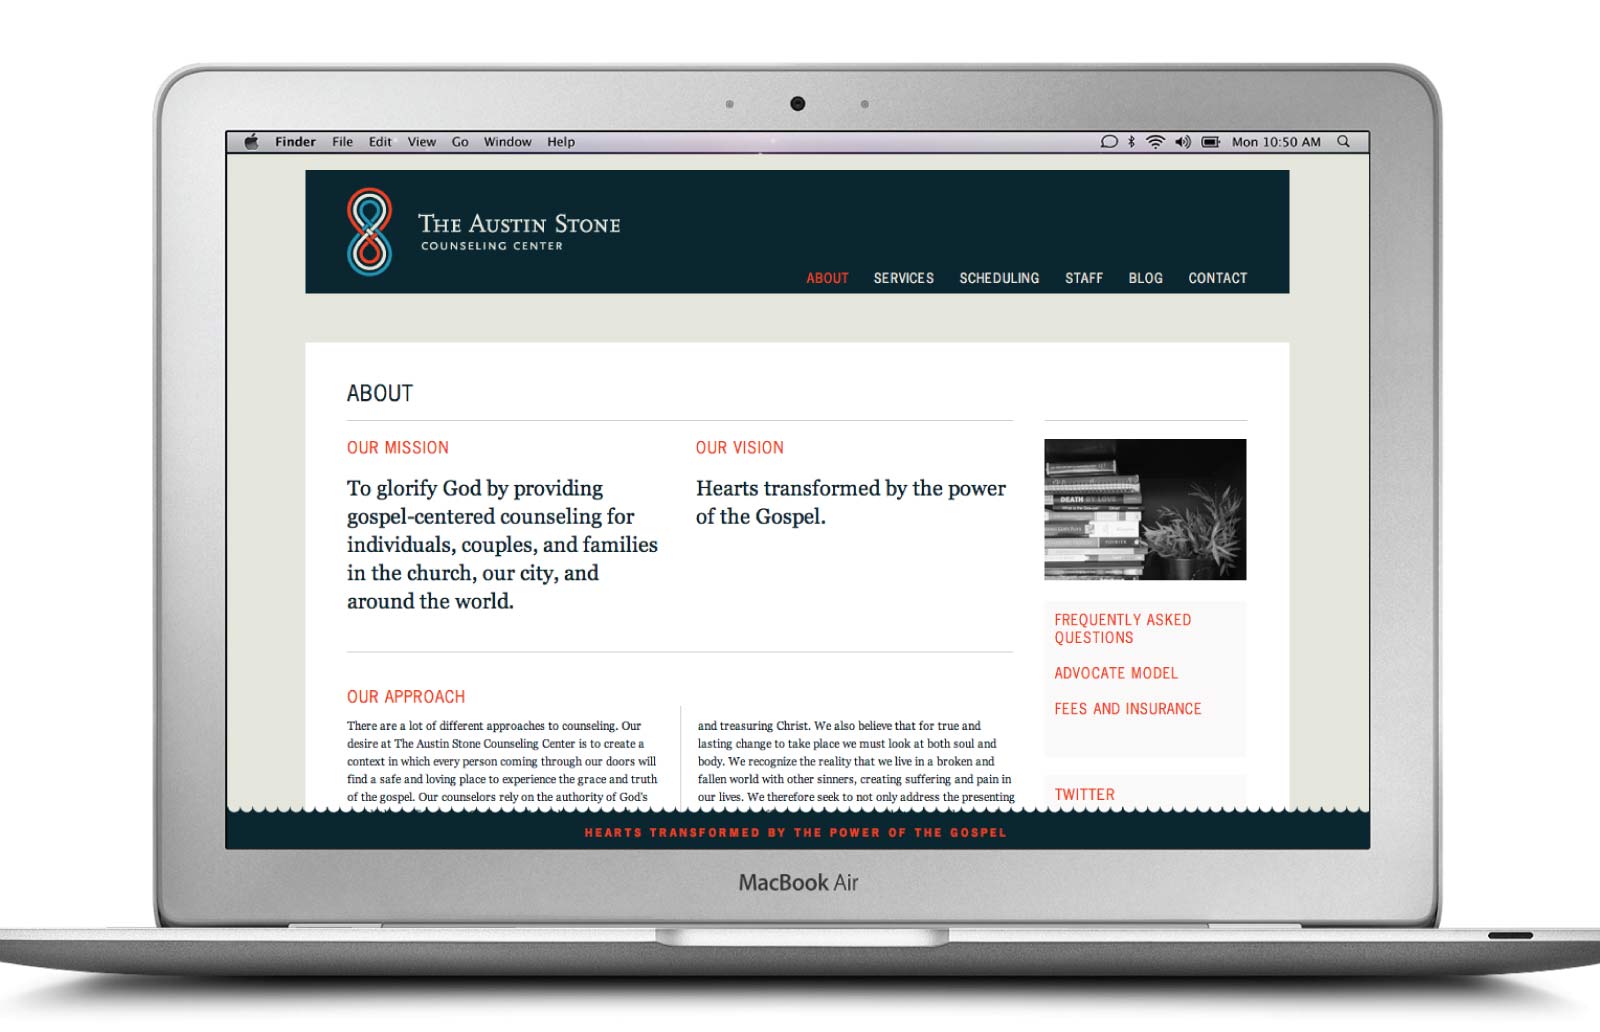 Finder File Edit View Go Window Help Mon 10:50 AM
THE AUSTIN STONE
COUNSELING CENTER
ABOUT SERVICES SCHEDULING STAFF BLOG CONTACT
ABOUT
OUR MISSION
To glorify God by providing
gospel-centered counseling for
individuals, couples, and families
in the church, our city, and
around the world.
OUR VISION
Hearts transformed by the power
of the Gospel.
DEATH BY LOVE
FREQUENTLY ASKED
QUESTIONS
ADVOCATE MODEL
FEES AND INSURANCE
TWITTER
OUR APPROACH
There are a lot of different approaches to counseling. Our
desire at The Austin Stone Counseling Center is to create a
context in which every person coming through our doors will
find a safe and loving place to experience the grace and truth
of the gospel. Our counselors rely on the authority of God's
and treasuring Christ. We also believe that for true and
lasting change to take place we must look at both soul and
body. We recognize the reality that we live in a broken and
fallen world with other sinners, creating suffering and pain in
our lives. We therefore seek to not only address the presenting
HEARTS TRANSFORMED BY THE POWER OF THE GOSPEL
MacBook Air